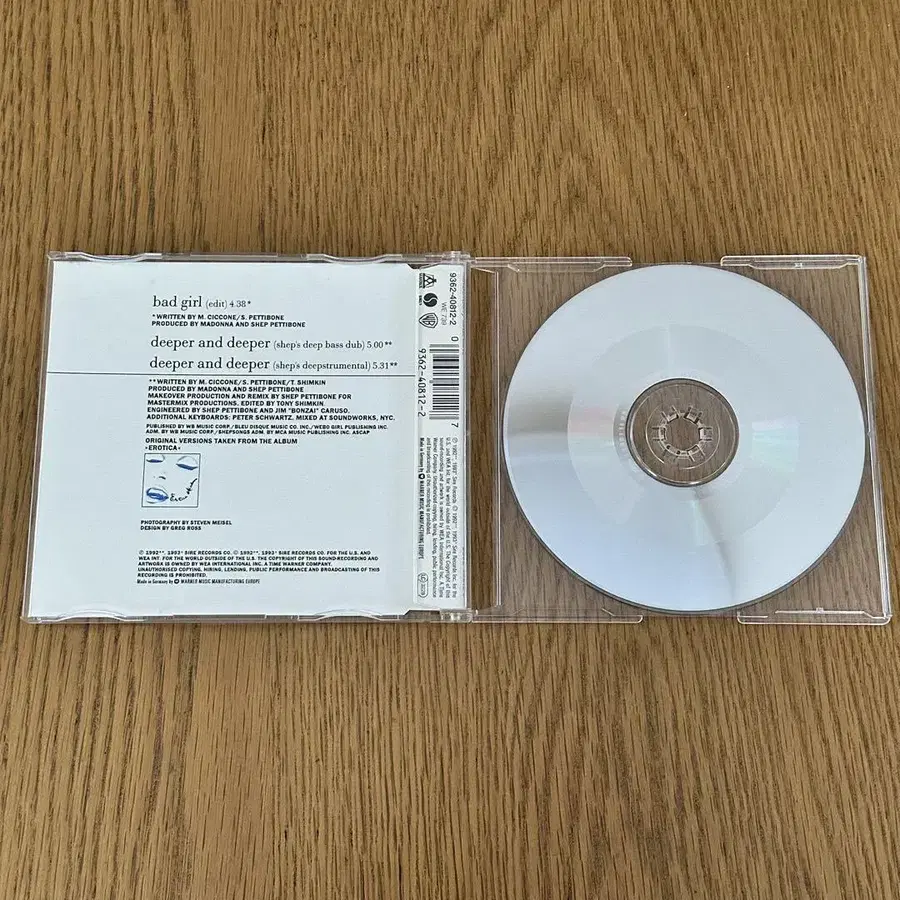 bad girl (edit) 4.38 *
* WRITTEN BY M. CICCONE/S. PETTIBONE
PRODUCED BY MADONNA AND SHEP PETTIBONE
deeper and deeper (shep's deep bass dub) 5.00 **
deeper and deeper (shep's deepstrumental) 5.31 **
** WRITTEN BY M. CICCONE/S. PETTIBONE/T. SHIMKIN
PRODUCED BY MADONNA AND SHEP PETTIBONE
MAKEOVER PRODUCTION AND REMIX BY SHEP PETTIBONE FOR
MASTERMIX PRODUCTIONS. EDITED BY TONY SHIMKIN.
ENGINEERED BY SHEP PETTIBONE AND JIM "BONZAI" CARUSO.
ADDITIONAL KEYBOARDS: PETER SCHWARTZ. MIXED AT SOUNDWORKS, NYC.
PUBLISHED BY WB MUSIC CORP./BLEU DISQUE MUSIC CO. INC./WEBO GIRL PUBLISHING INC.
ADM. BY WB MUSIC CORP./SHEPSONGS ADM. BY MCA MUSIC PUBLISHING INC. ASCAP
ORIGINAL VERSIONS TAKEN FROM THE ALBUM
»EROTICA«
PHOTOGRAPHY BY STEVEN MEISEL
DESIGN BY GREG ROSS
℗ 1992**, 1993* SIRE RECORDS CO. © 1992**, 1993* SIRE RECORDS CO. FOR THE U.S. AND
WEA INT. FOR THE WORLD OUTSIDE OF THE U.S. THE COPYRIGHT OF THIS SOUND-RECORDING AND
ARTWORK IS OWNED BY WEA INTERNATIONAL INC. A TIME WARNER COMPANY.
UNAUTHORISED COPYING, HIRING, LENDING, PUBLIC PERFORMANCE AND BROADCASTING OF THIS
RECORDING IS PROHIBITED.
Made in Germany by WARNER MUSIC MANUFACTURING EUROPE
9362-40812-2
WE 739
0
9362-40812-2
7